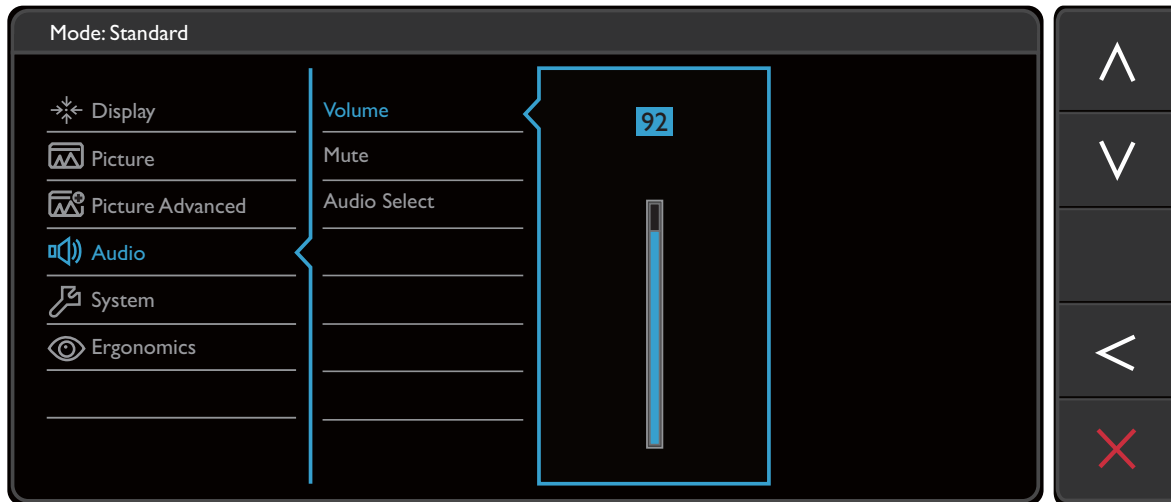 Mode: Standard
Display
Picture
Picture Advanced
Audio
System
Ergonomics
Volume
Mute
Audio Select
92